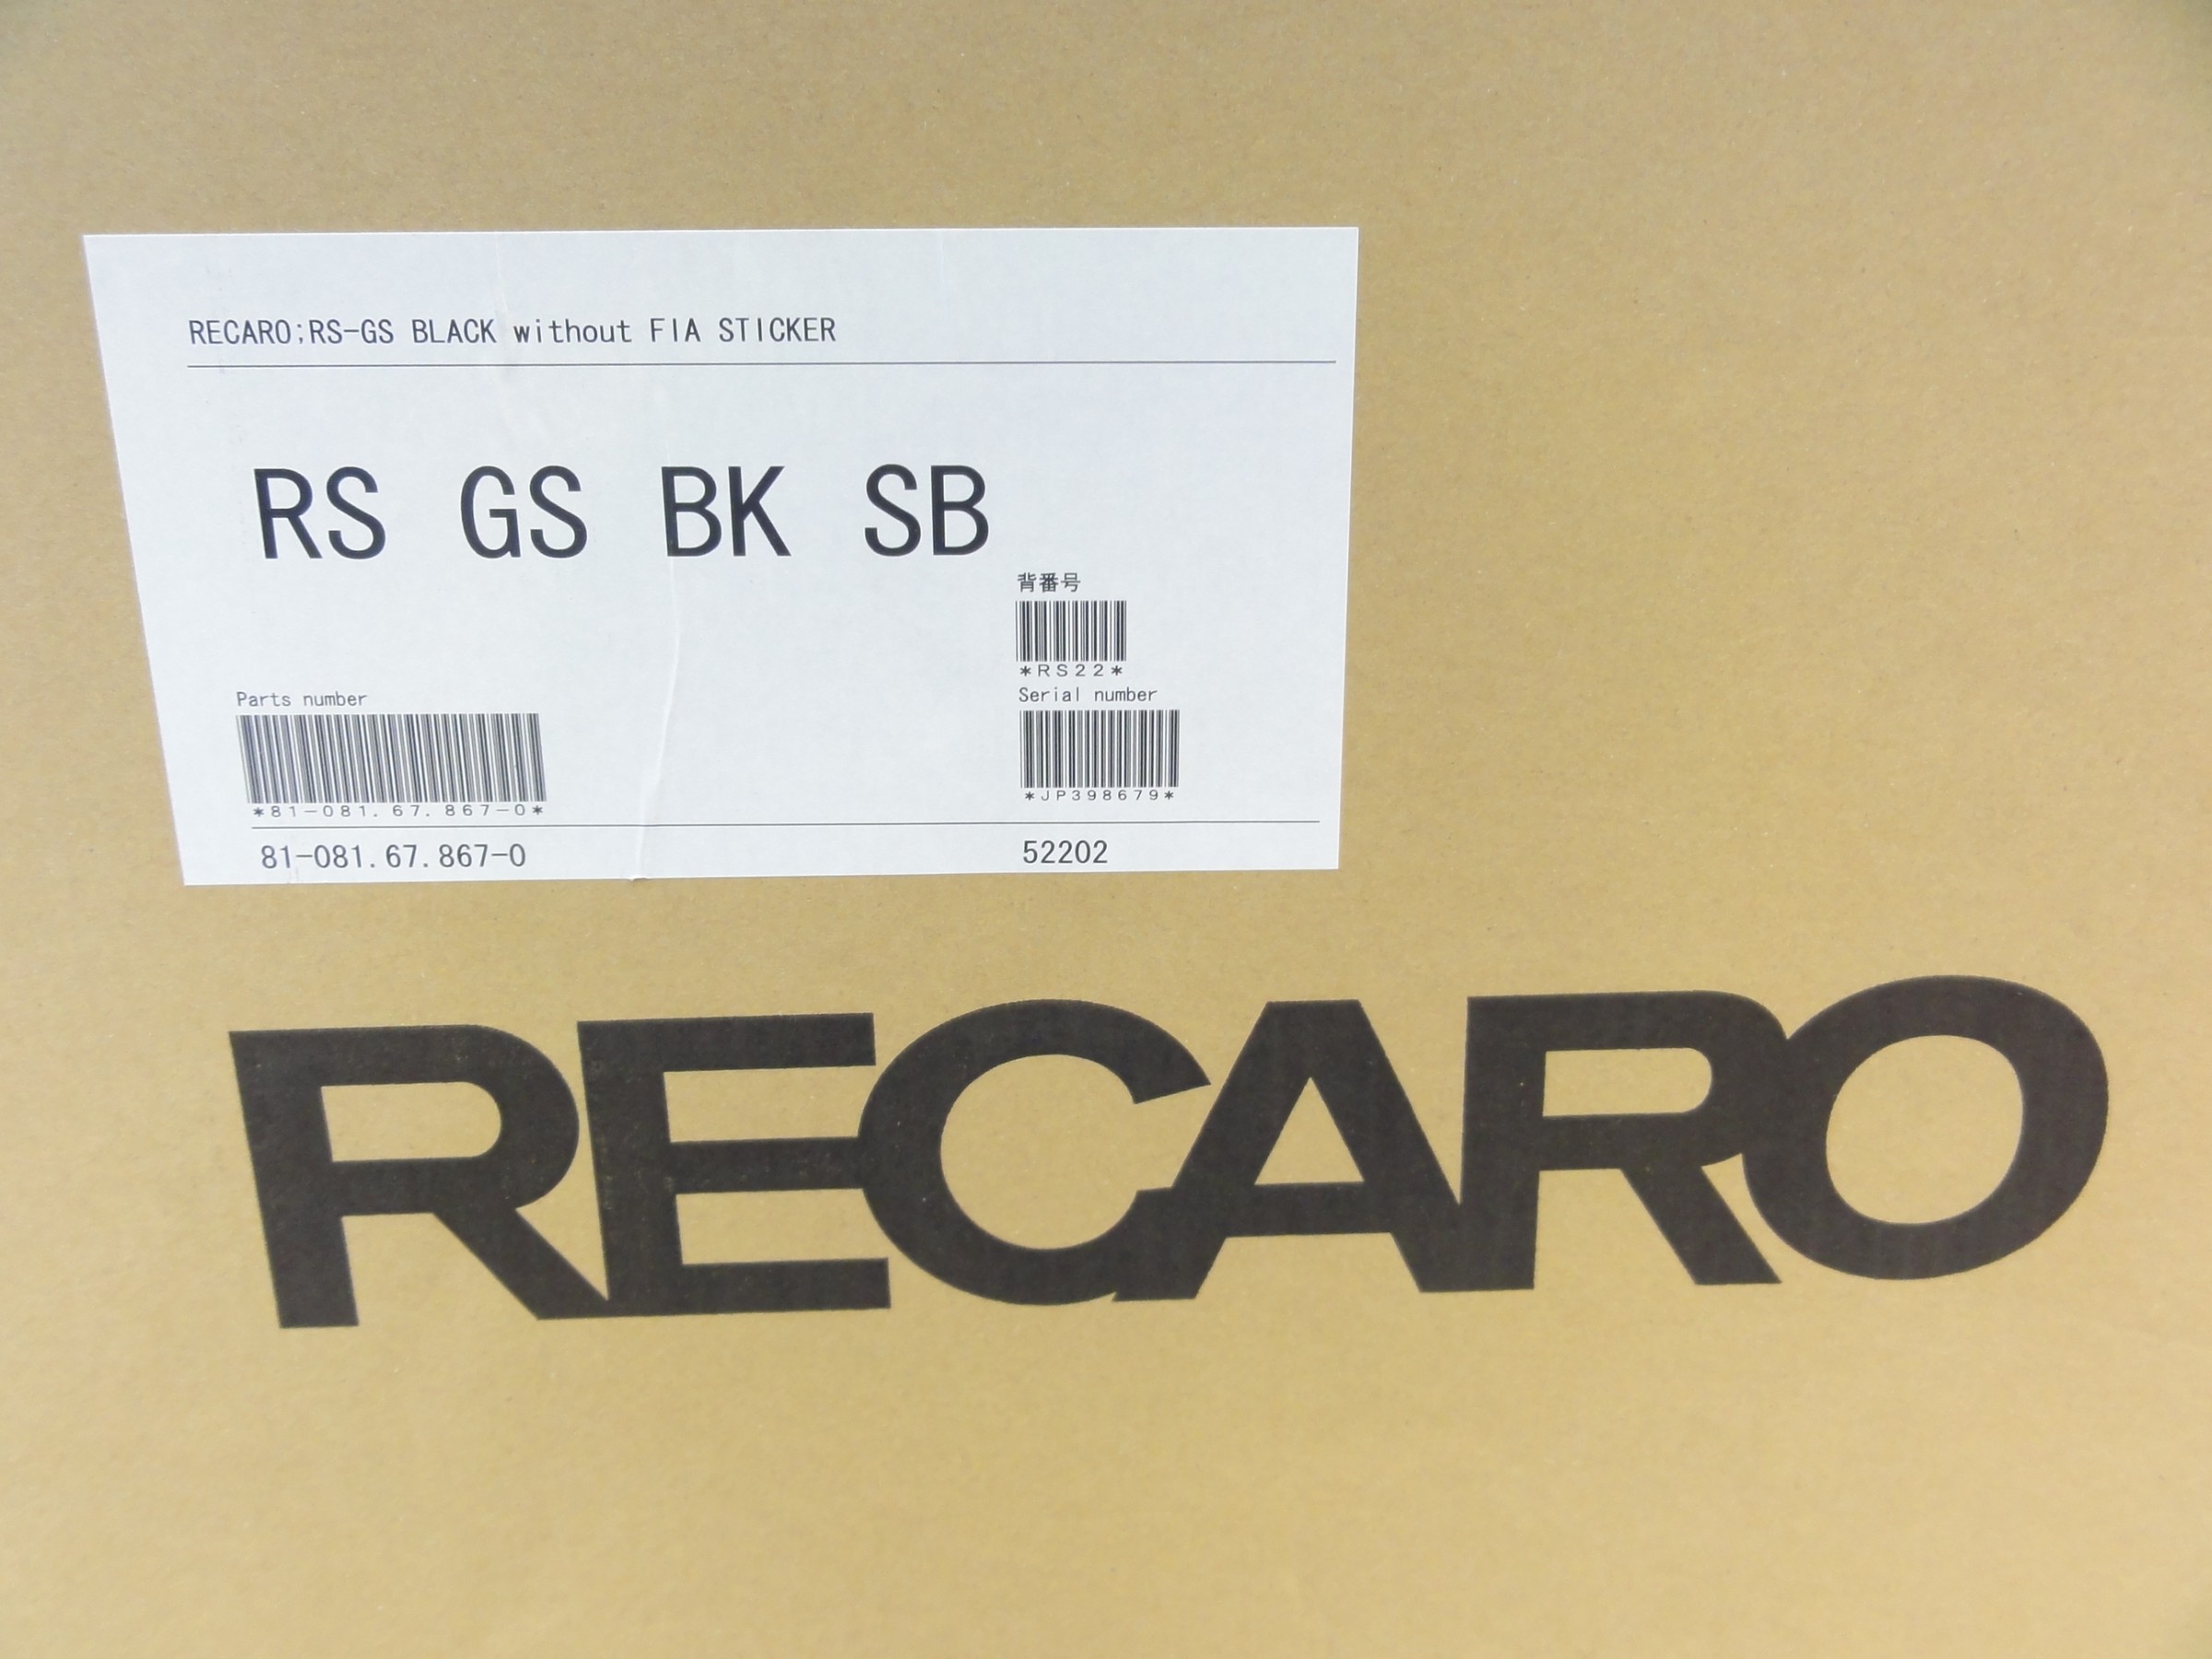 RECARO;RS-GS BLACK without FIA STICKER
RS GS BK SB
背番号
*RS22*
Parts number
Serial number
*81-081.67.867-0*
*JP398679*
81-081.67.867-0
52202
RECARO